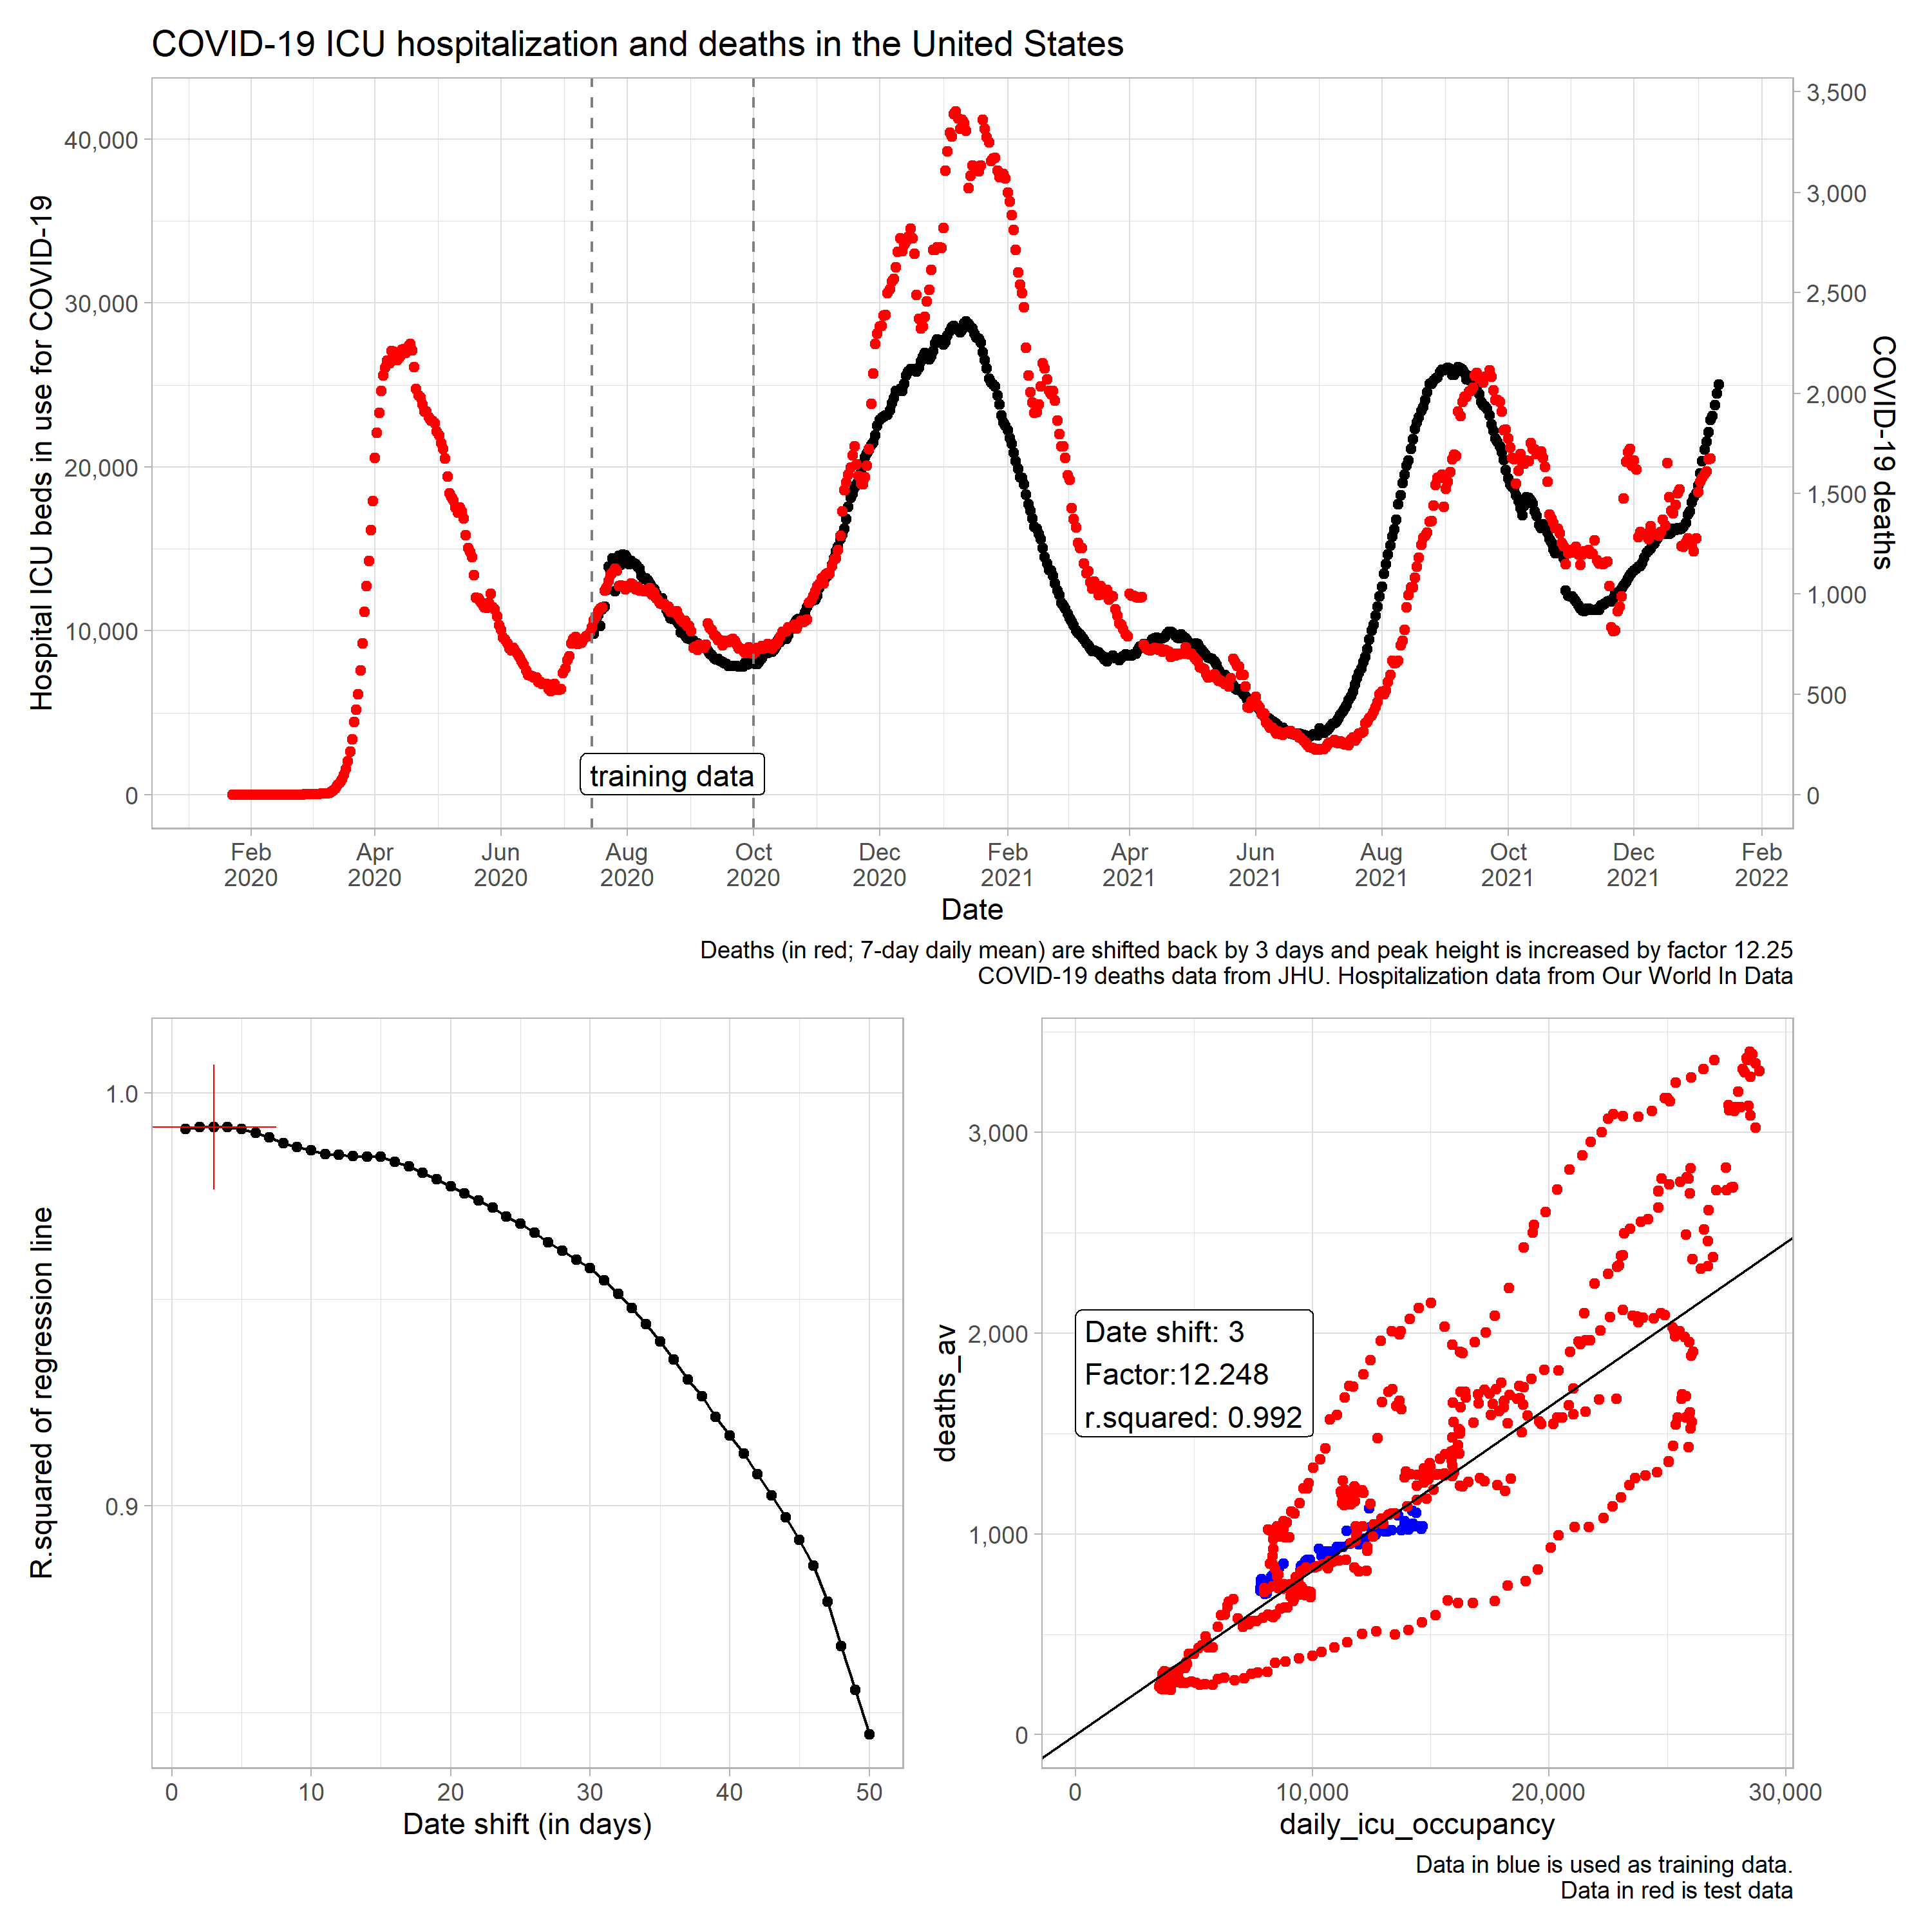 COVID-19 ICU hospitalization and deaths in the United States
Hospital ICU beds in use for COVID-19
40,000
30,000
20,000
10,000
0
3,500
3,000
2,500
2,000
1,500
1,000
500
0
COVID-19 deaths
training data
Feb Apr Jun Aug Oct Dec Feb Apr Jun Aug Oct Dec Feb
2020 2020 2020 2020 2020 2020 2021 2021 2021 2021 2021 2021 2022
Date
Deaths (in red; 7-day daily mean) are shifted back by 3 days and peak height is increased by factor 12.25
COVID-19 deaths data from JHU. Hospitalization data from Our World In Data
R.squared of regression line
1.0
0.9
0 10 20 30 40 50
Date shift (in days)
deaths_av
3,000
2,000
1,000
0
Date shift: 3
Factor:12.248
r.squared: 0.992
0 10,000 20,000 30,000
daily_icu_occupancy
Data in blue is used as training data.
Data in red is test data